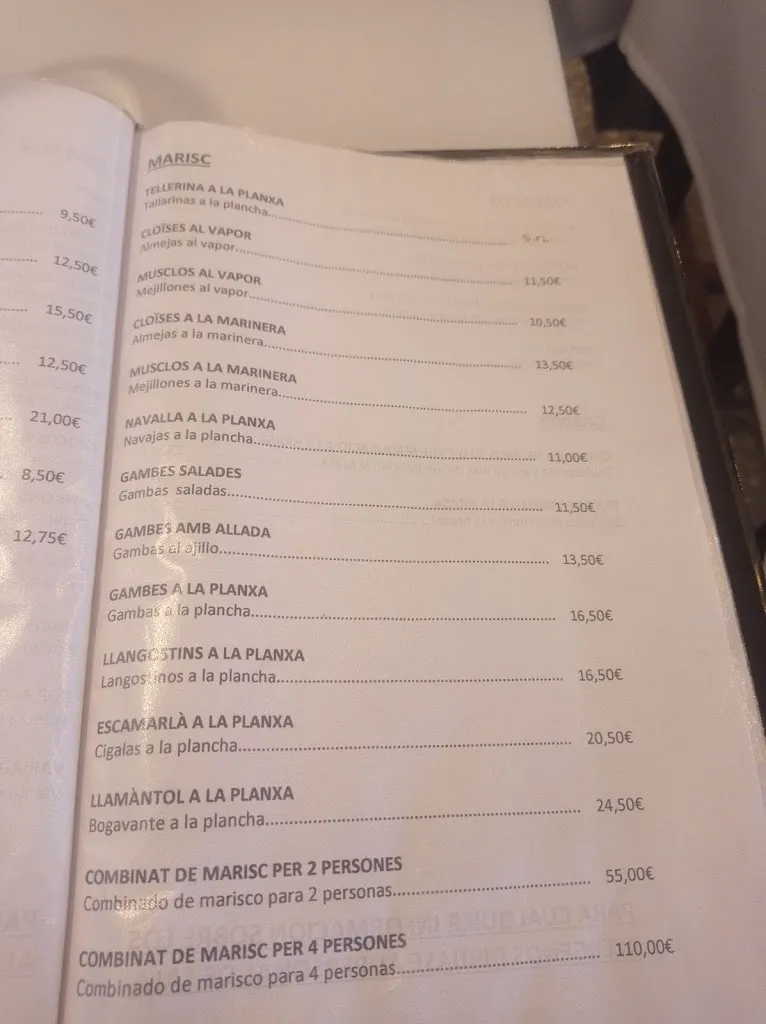 9,50€
12,50€
15,50€
12,50€
21,00€
8,50€
12,75€
MARISC
TELLERINA A LA PLANXA
Tallarinas a la plancha
CLOÏSES AL VAPOR
Almejas al vapor 11,50€
MUSCLOS AL VAPOR
Mejillones al vapor 10,50€
CLOÏSES A LA MARINERA
Almejas a la marinera 13,50€
MUSCLOS A LA MARINERA
Mejillones a la marinera 12,50€
NAVALLA A LA PLANXA
Navajas a la plancha 11,00€
GAMBES SALADES
Gambas saladas 11,50€
GAMBES AMB ALLADA
Gambas al ajillo 13,50€
GAMBES A LA PLANXA
Gambas a la plancha 16,50€
LLANGOSTINS A LA PLANXA
Langostinos a la plancha 16,50€
ESCAMARLÀ A LA PLANXA
Cigalas a la plancha 20,50€
LLAMÀNTOL A LA PLANXA
Bogavante a la plancha 24,50€
COMBINAT DE MARISC PER 2 PERSONES
Combinado de marisco para 2 personas 55,00€
COMBINAT DE MARISC PER 4 PERSONES
Combinado de marisco para 4 personas 110,00€